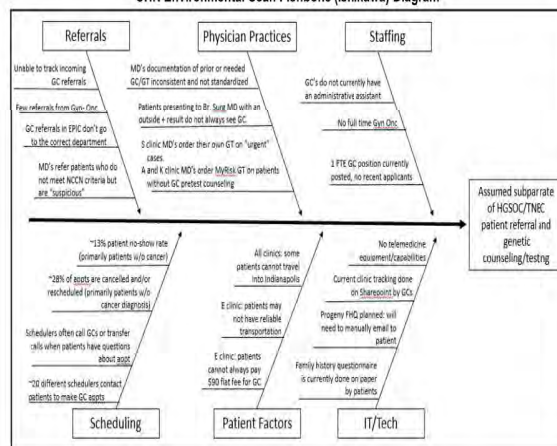 CHN Environmental Scan Fishbone (Ishikawa) Diagram
Referrals
Unable to track incoming
GC referrals
Few referrals from Gyn- Onc
GC referrals in EPIC don't go
to the correct department
MD's refer patients who do
not meet NCCN criteria but
are "suspicious"
Physician Practices
MD's documentation of prior or needed
GC/GT inconsistent and not standardized
Patients presenting to Br. Surg MD with an
outside + result do not always see GC.
S clinic MD's order their own GT on "urgent"
cases.
A and K clinic MD's order MyRisk GT on patients
without GC pretest counseling
Staffing
GC's do not currently have
an administrative assistant
No full time Gyn Onc
1 FTE GC position currently
posted, no recent applicants
Assumed subparrate
of HGSOC/TNBC
patient referral and
genetic
counseling/testng
~13% patient no-show rate
(primarily patients w/o cancer)
~28% of appts are cancelled and/or
rescheduled (primarily patients w/o
cancer diagnosis)
Schedulers often call GCs or transfer
calls when patients have questions
about appt
~20 different schedulers contact
patients to make GC appts
Scheduling
All clinics: some
patients cannot travel
into Indianapolis
E clinic: patients may
not have reliable
transportation
E clinic: patients
cannot always pay
$90 flat fee for GC
Patient Factors
No telemedicine
equipment/capabilities
Current clinic tracking done
on Sharepoint by GCs
Progeny FHQ planned: will
need to manually email to
patient
Family history questionnaire
is currently done on paper
by patients
IT/Tech